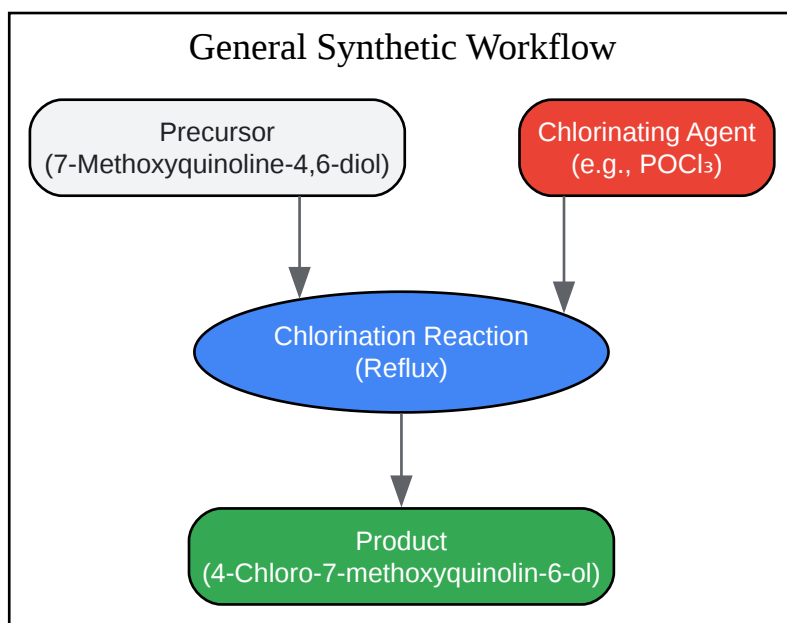 General Synthetic Workflow
Precursor
(7-Methoxyquinoline-4,6-diol)
Chlorinating Agent
(e.g., POCl₃)
Chlorination Reaction
(Reflux)
Product
(4-Chloro-7-methoxyquinolin-6-ol)